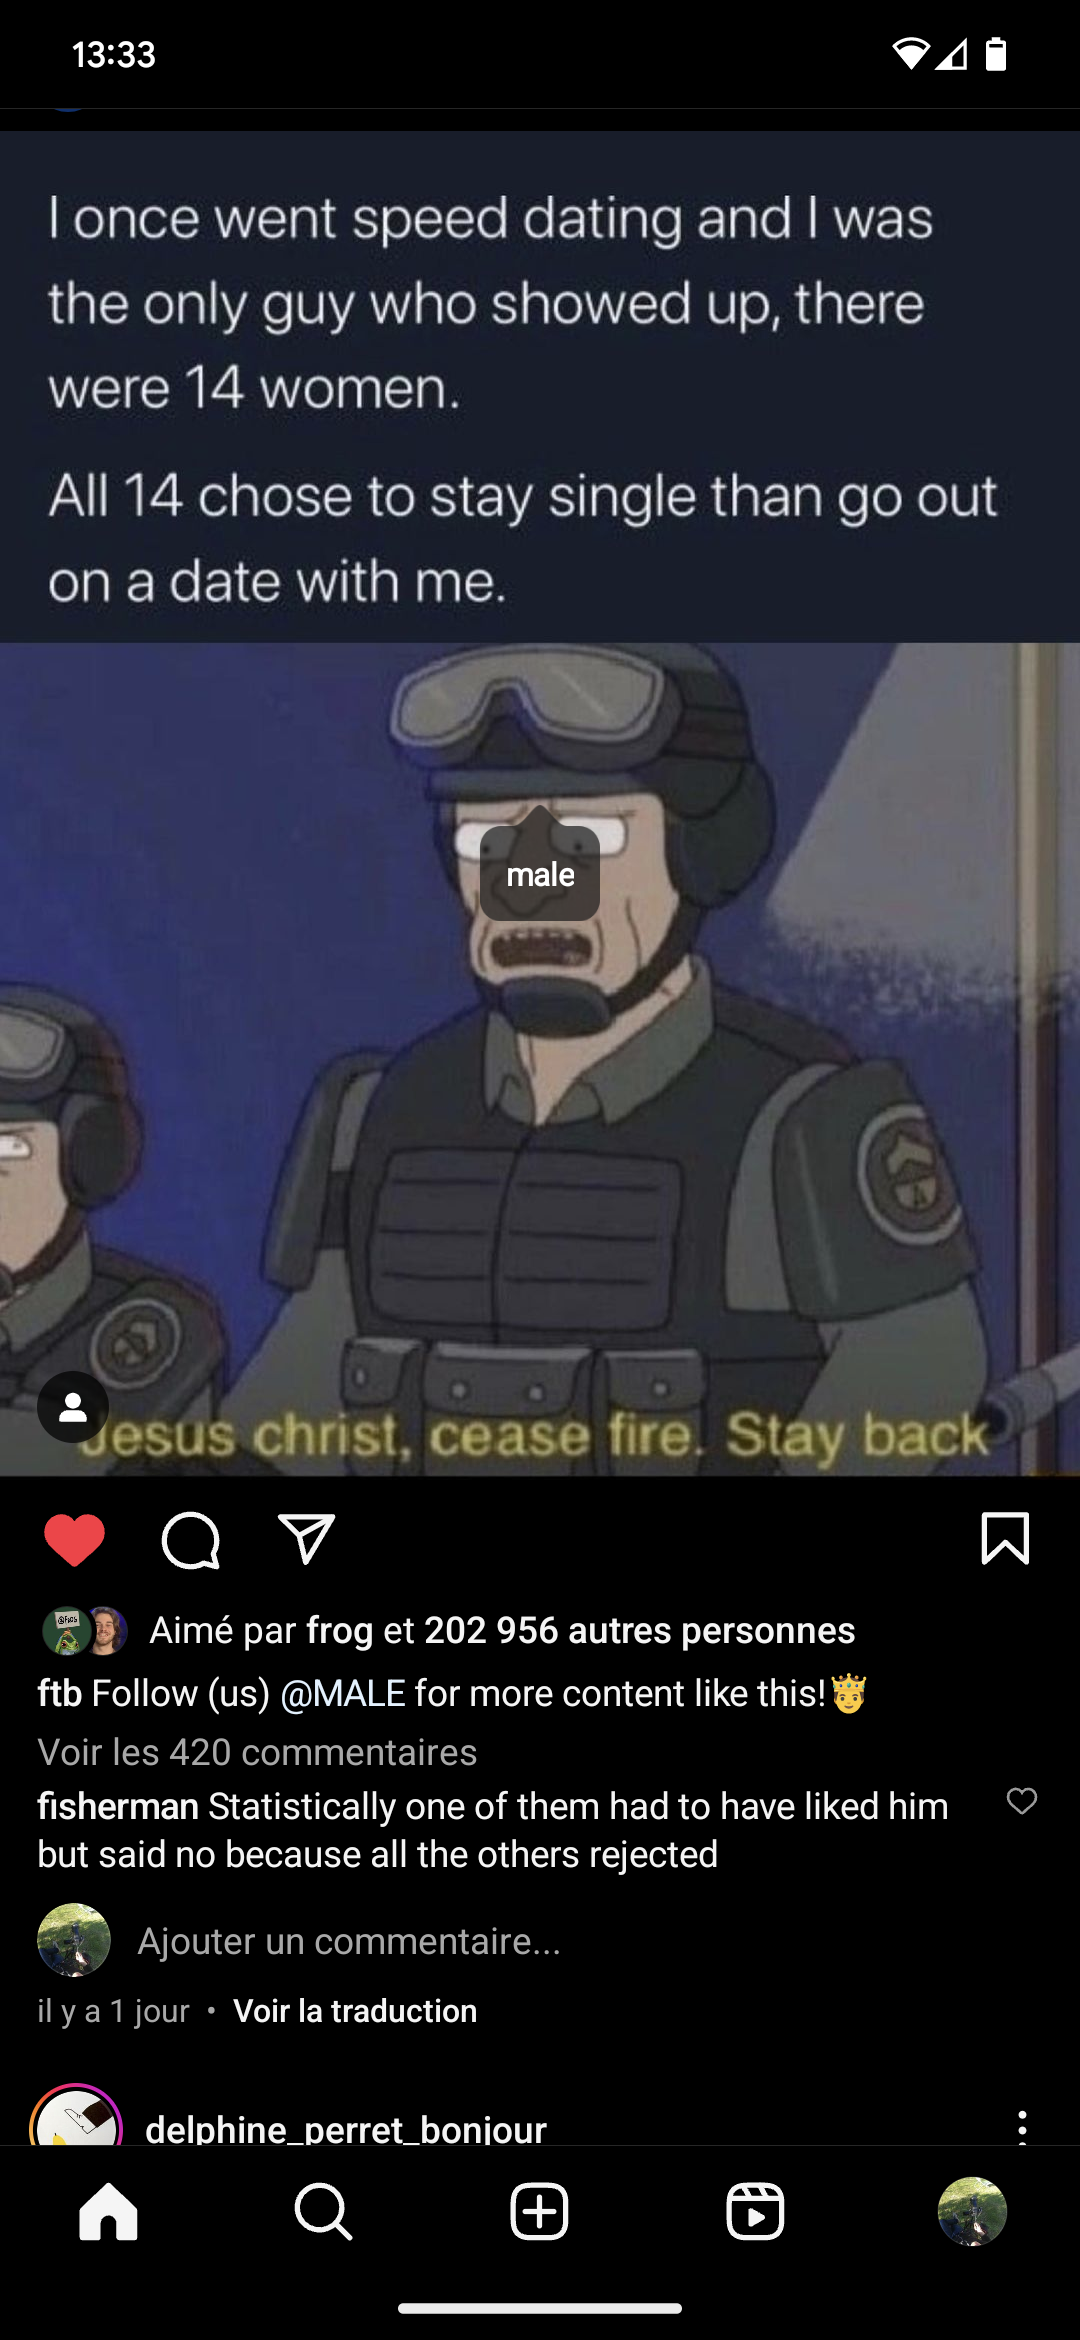 13:33
I once went speed dating and I was
the only guy who showed up, there
were 14 women.
All 14 chose to stay single than go out
on a date with me.
male
Jesus christ, cease fire. Stay back
Aimé par frog et 202 956 autres personnes
ftb Follow (us) @MALE for more content like this!🤴
Voir les 420 commentaires
fisherman Statistically one of them had to have liked him
but said no because all the others rejected
Ajouter un commentaire...
il y a 1 jour • Voir la traduction
delphine_perret_bonjour